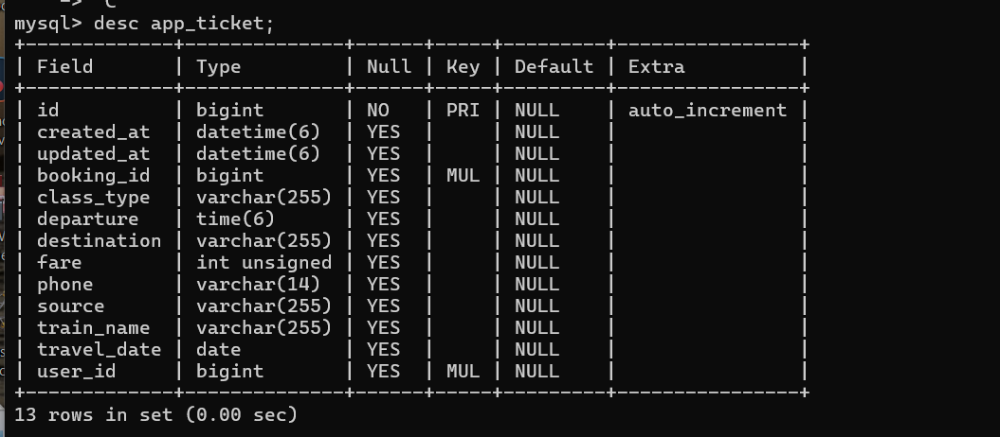 mysql> desc app_ticket;
+-------------+--------------+------+-----+---------+----------------+
| Field       | Type         | Null | Key | Default | Extra          |
+-------------+--------------+------+-----+---------+----------------+
| id          | bigint       | NO   | PRI | NULL    | auto_increment |
| created_at  | datetime(6)  | YES  |     | NULL    |                |
| updated_at  | datetime(6)  | YES  |     | NULL    |                |
| booking_id  | bigint       | YES  | MUL | NULL    |                |
| class_type  | varchar(255) | YES  |     | NULL    |                |
| departure   | time(6)      | YES  |     | NULL    |                |
| destination | varchar(255) | YES  |     | NULL    |                |
| fare        | int unsigned | YES  |     | NULL    |                |
| phone       | varchar(14)  | YES  |     | NULL    |                |
| source      | varchar(255) | YES  |     | NULL    |                |
| train_name  | varchar(255) | YES  |     | NULL    |                |
| travel_date | date         | YES  |     | NULL    |                |
| user_id     | bigint       | YES  | MUL | NULL    |                |
+-------------+--------------+------+-----+---------+----------------+
13 rows in set (0.00 sec)